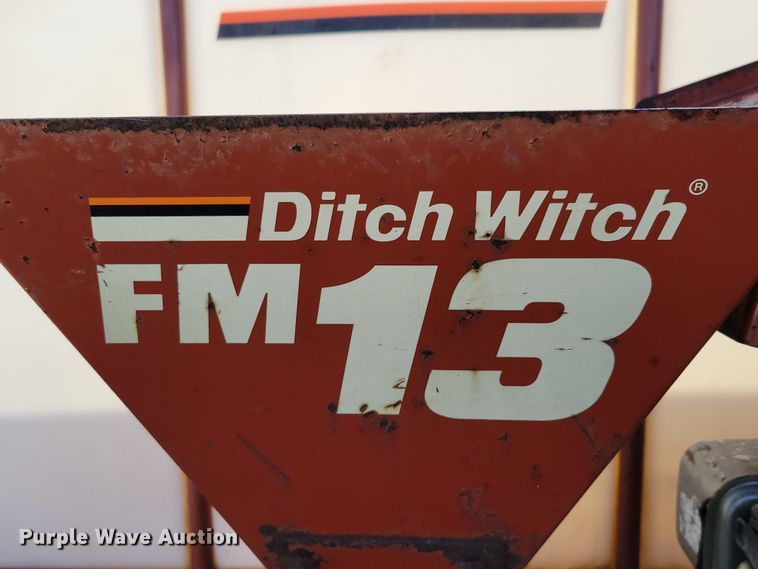 Ditch Witch®
FM13
Purple Wave Auction